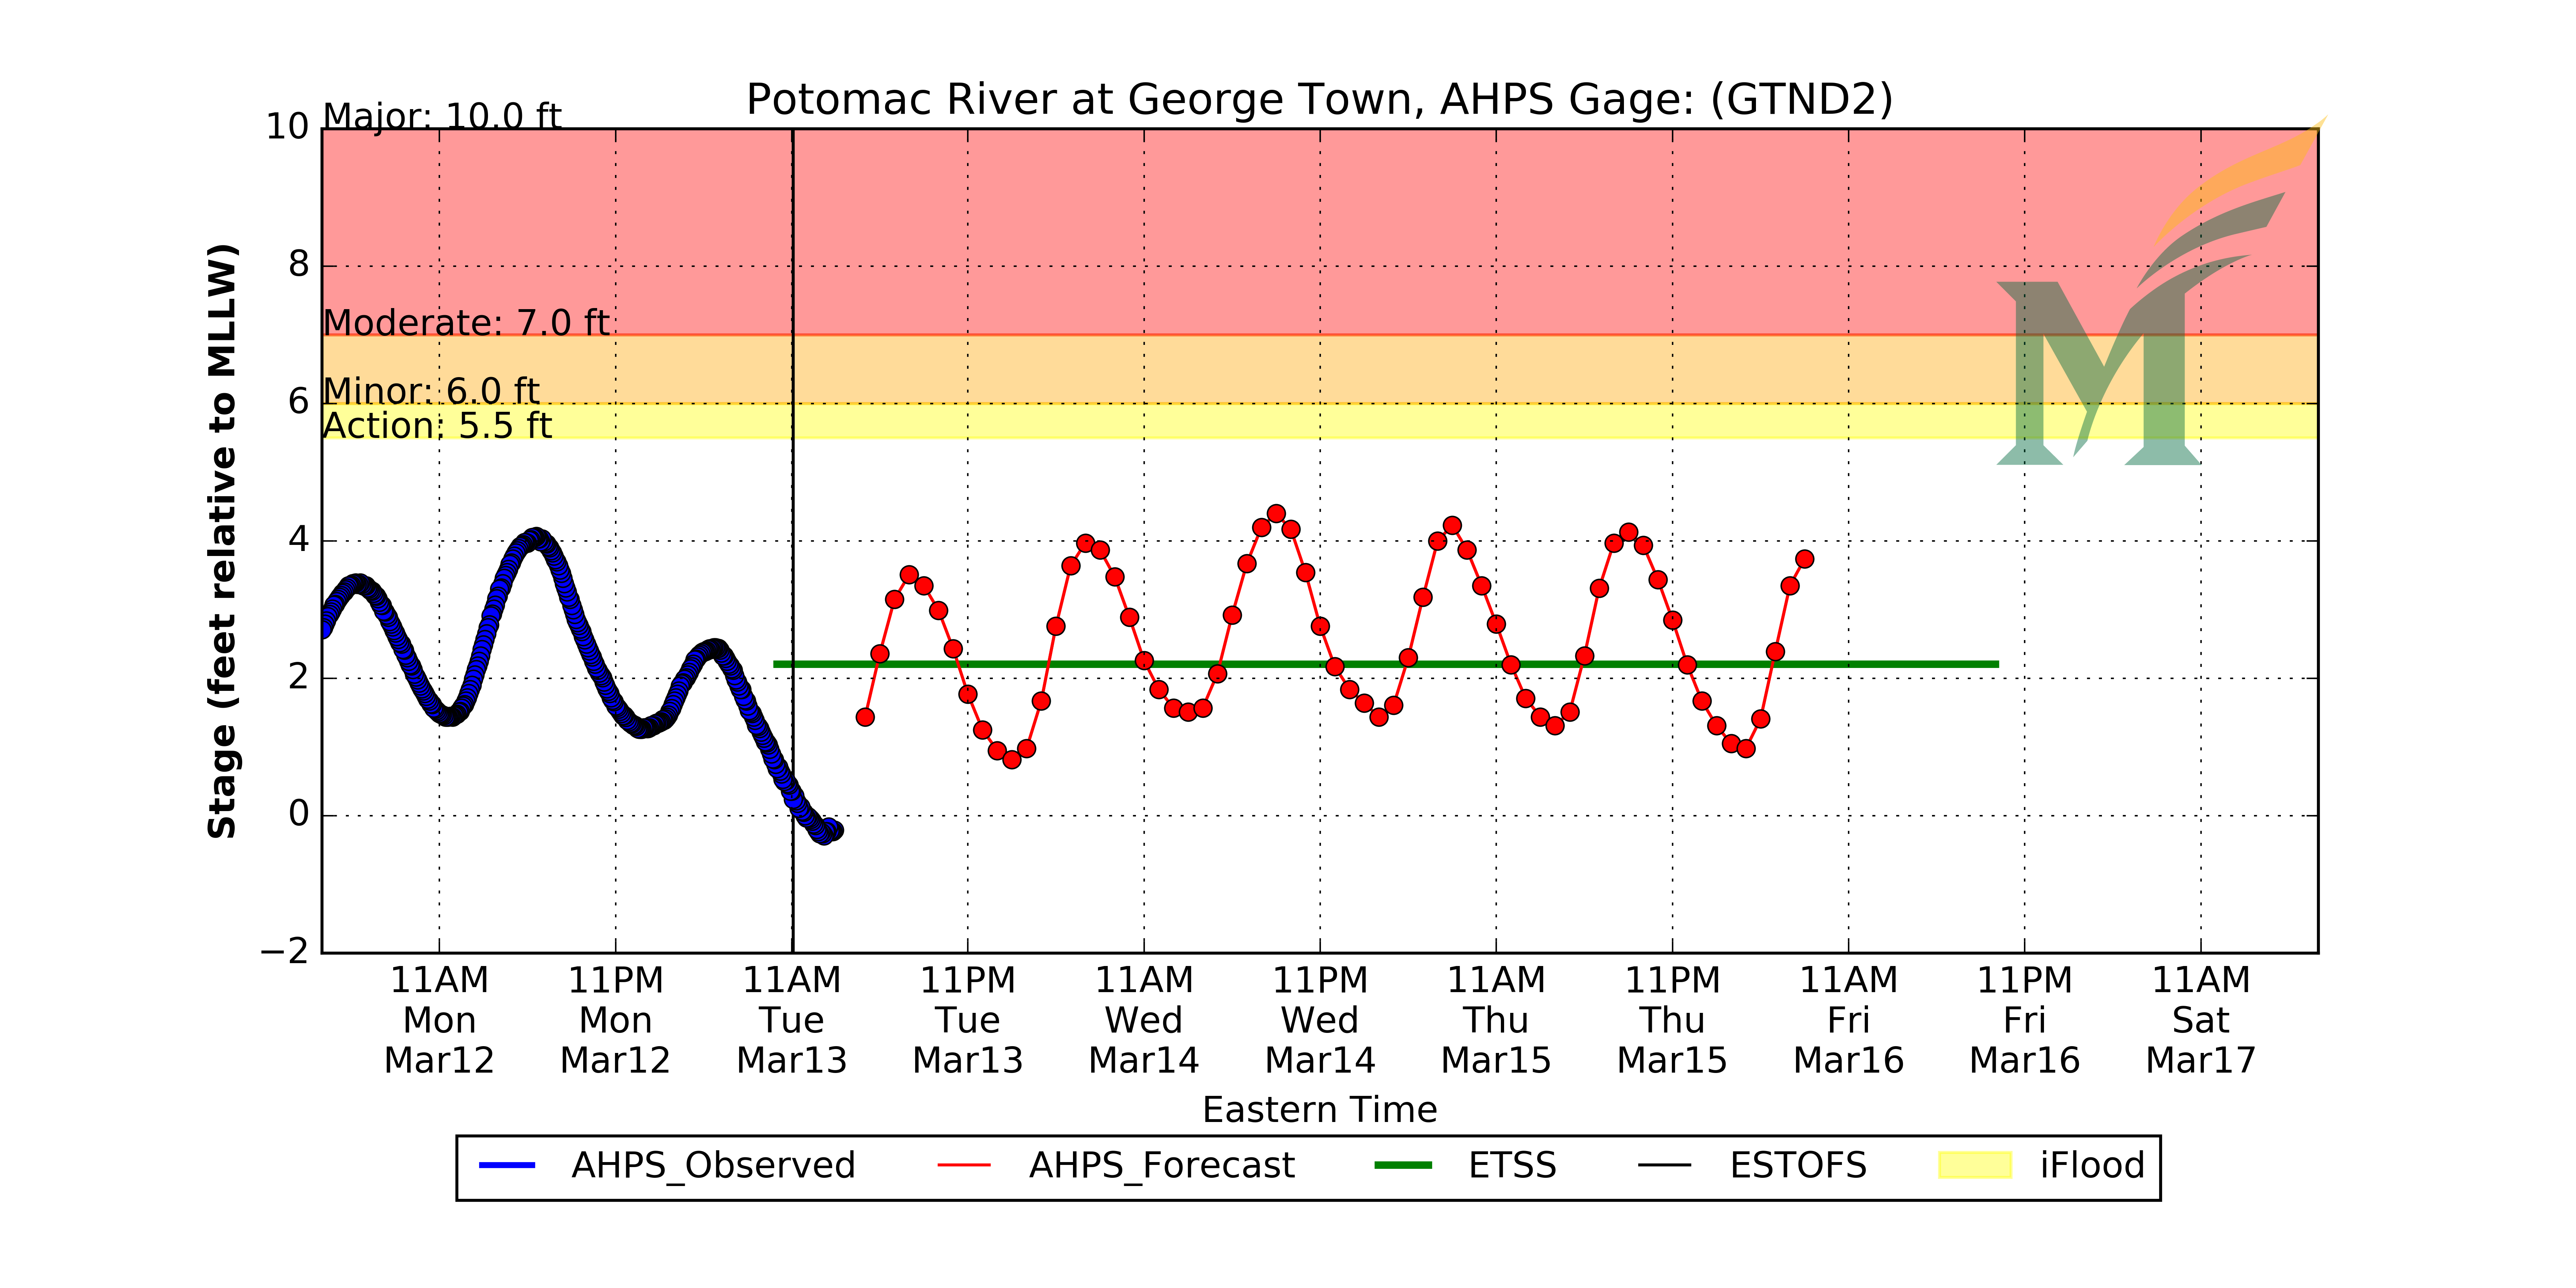 Potomac River at George Town, AHPS Gage: (GTND2)
Major: 10.0 ft
Moderate: 7.0 ft
Minor: 6.0 ft
Action: 5.5 ft
10
8
6
4
2
0
−2
Stage (feet relative to MLLW)
11AM Mon Mar12
11PM Mon Mar12
11AM Tue Mar13
11PM Tue Mar13
11AM Wed Mar14
11PM Wed Mar14
11AM Thu Mar15
11PM Thu Mar15
11AM Fri Mar16
11PM Fri Mar16
11AM Sat Mar17
Eastern Time
AHPS_Observed
AHPS_Forecast
ETSS
ESTOFS
iFlood
M